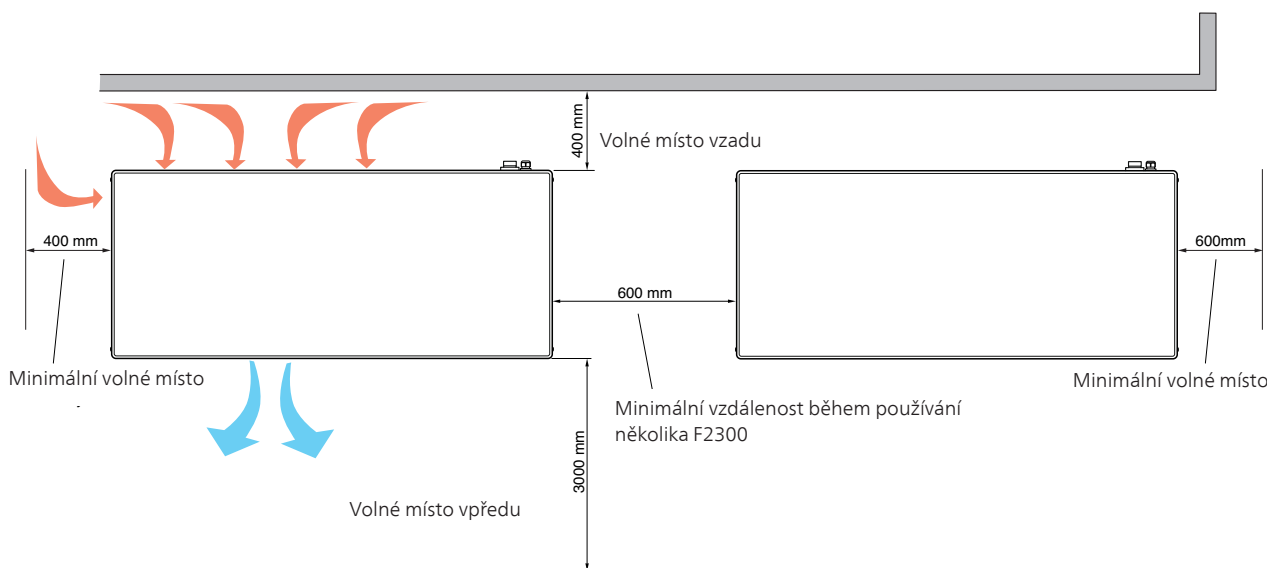 400 mm
Volné místo vzadu
400 mm
600mm
600 mm
Minimální volné místo
Minimální volné místo
Minimální vzdálenost během používání
několika F2300
3000 mm
Volné místo vpředu